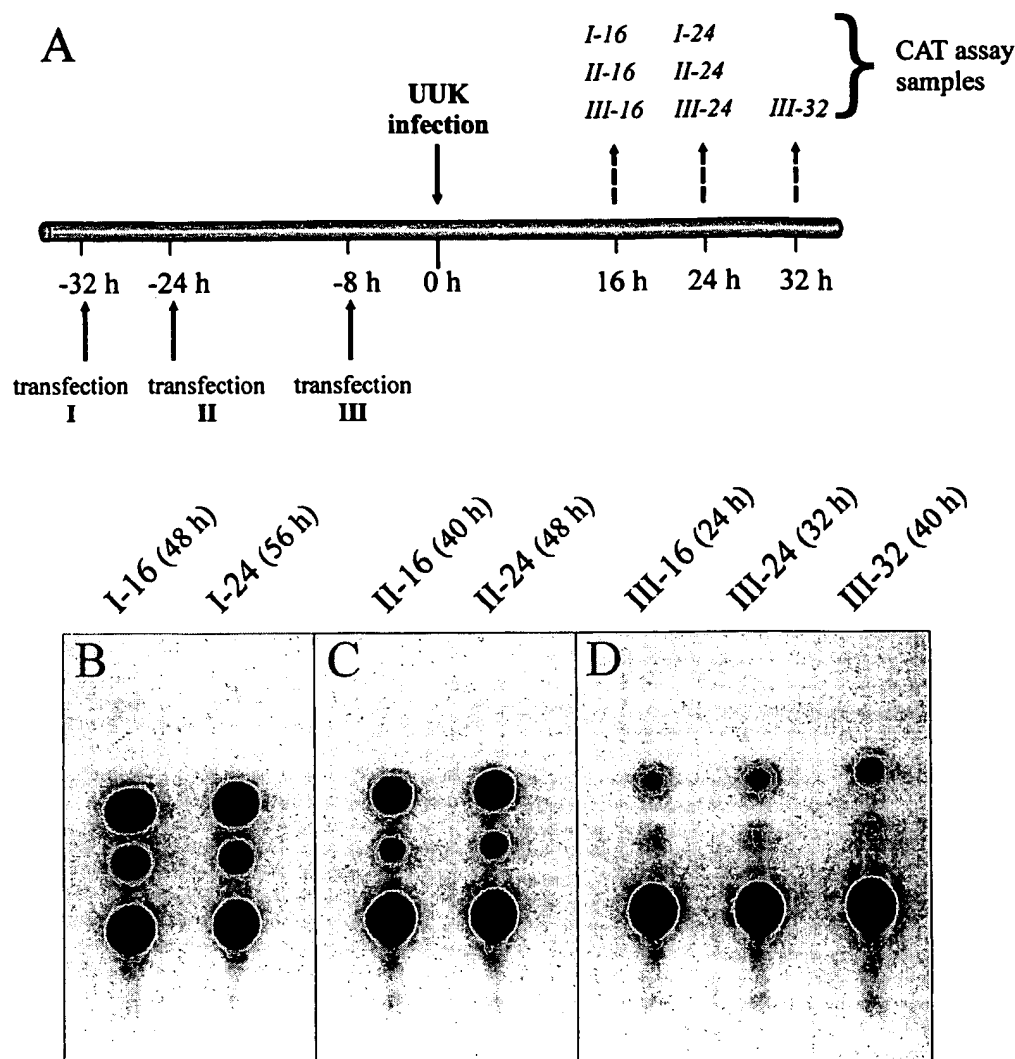 A
I-16 I-24
II-16 II-24
III-16 III-24 III-32
CAT assay
samples
UUK
infection
-32 h -24 h -8 h 0 h 16 h 24 h 32 h
transfection transfection transfection
I II III
I-16 (48 h)
I-24 (56 h)
II-16 (40 h)
II-24 (48 h)
III-16 (24 h)
III-24 (32 h)
III-32 (40 h)
B C D